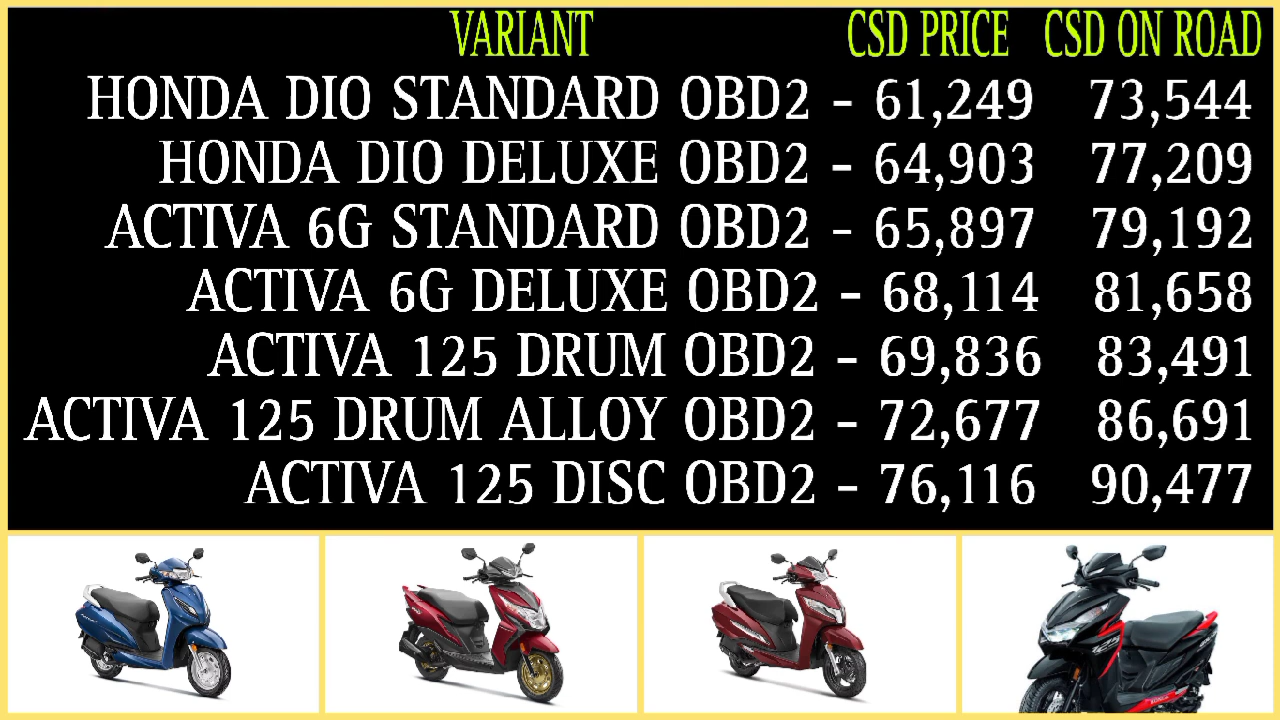 VARIANT CSD PRICE CSD ON ROAD
HONDA DIO STANDARD OBD2 - 61,249 73,544
HONDA DIO DELUXE OBD2 - 64,903 77,209
ACTIVA 6G STANDARD OBD2 - 65,897 79,192
ACTIVA 6G DELUXE OBD2 - 68,114 81,658
ACTIVA 125 DRUM OBD2 - 69,836 83,491
ACTIVA 125 DRUM ALLOY OBD2 - 72,677 86,691
ACTIVA 125 DISC OBD2 - 76,116 90,477